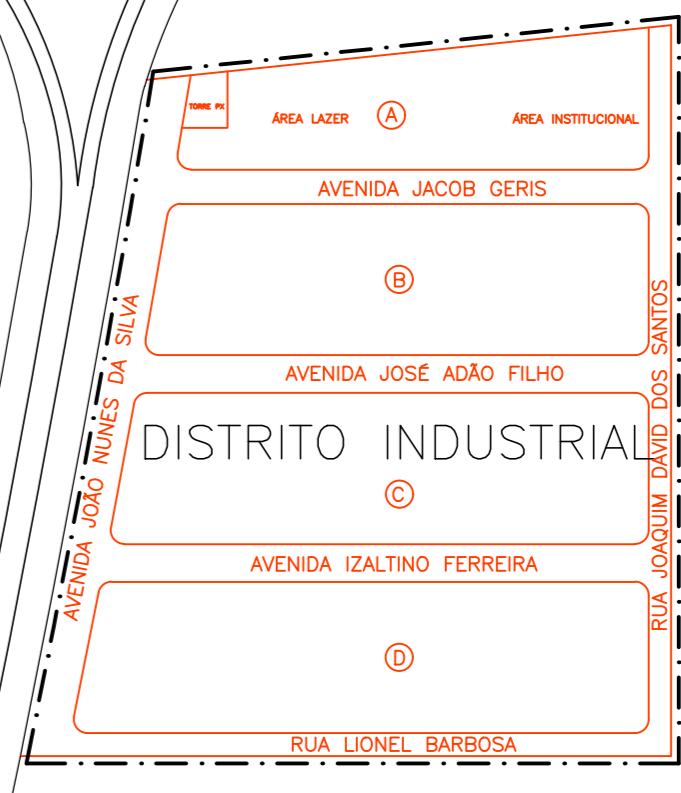 TORRE PX
ÁREA LAZER
A
ÁREA INSTITUCIONAL
AVENIDA JACOB GERIS
B
AVENIDA JOÃO NUNES DA SILVA
RUA JOAQUIM DAVID DOS SANTOS
AVENIDA JOSÉ ADÃO FILHO
DISTRITO INDUSTRIAL
C
AVENIDA IZALTINO FERREIRA
D
RUA LIONEL BARBOSA